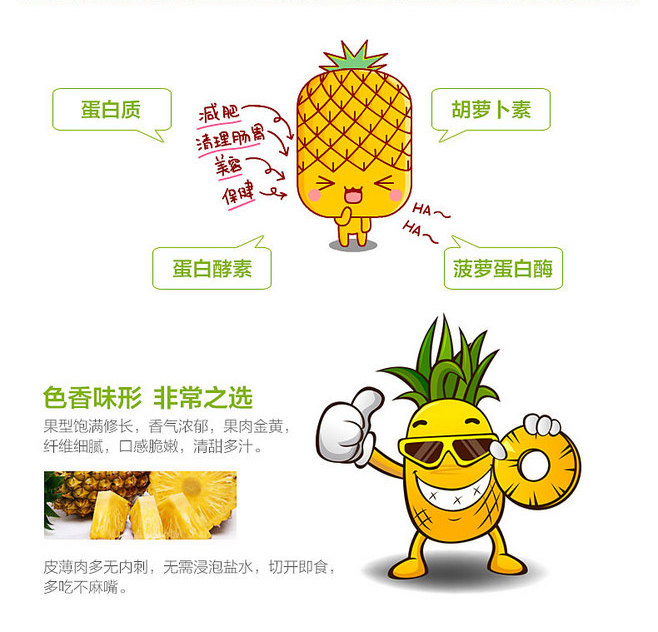 蛋白质
胡萝卜素
减肥
清理肠胃
美容
保健
HA~
HA~
蛋白酵素
菠萝蛋白酶
色香味形 非常之选
果型饱满修长，香气浓郁，果肉金黄，
纤维细腻，口感脆嫩，清甜多汁。
皮薄肉多无内刺，无需浸泡盐水，切开即食，
多吃不麻嘴。